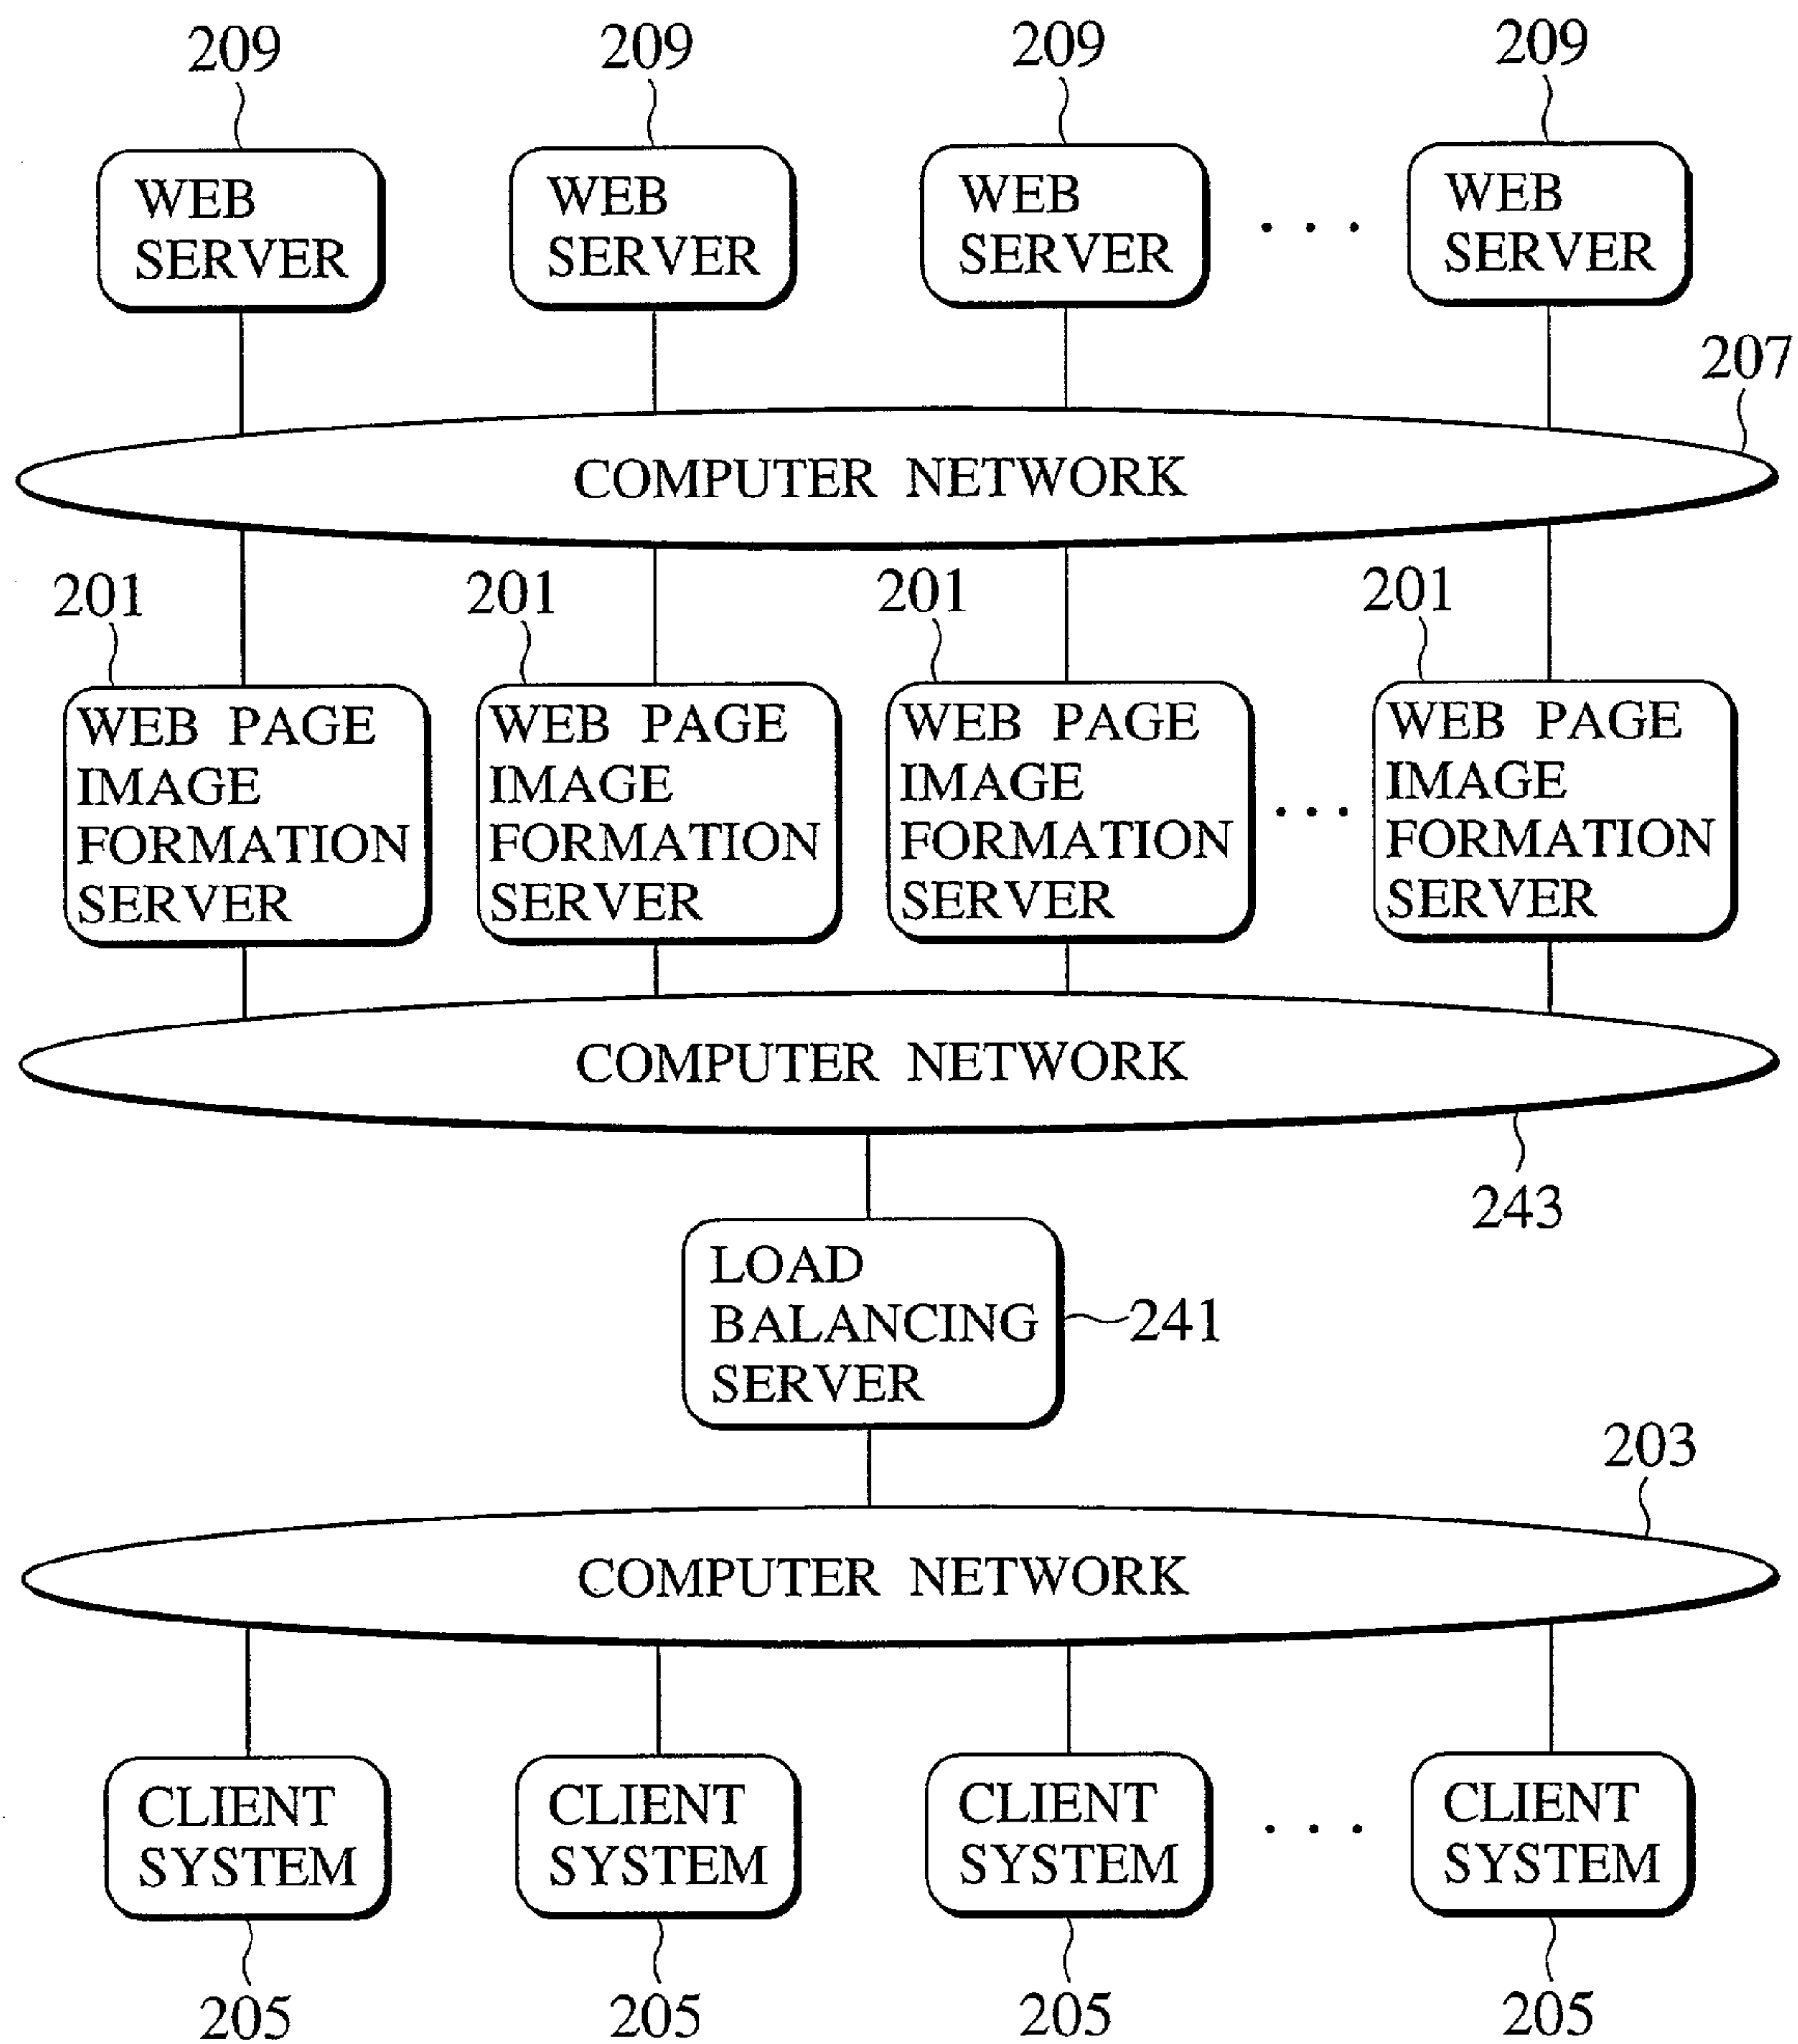 209 209 209 209
WEB SERVER
WEB SERVER
WEB SERVER
. . .
WEB SERVER
207
COMPUTER NETWORK
201 201 201 201
WEB PAGE
IMAGE
FORMATION
SERVER
WEB PAGE
IMAGE
FORMATION
SERVER
WEB PAGE
IMAGE
FORMATION
SERVER
. . .
WEB PAGE
IMAGE
FORMATION
SERVER
COMPUTER NETWORK
243
LOAD
BALANCING
SERVER
241
203
COMPUTER NETWORK
CLIENT
SYSTEM
CLIENT
SYSTEM
CLIENT
SYSTEM
. . .
CLIENT
SYSTEM
205 205 205 205